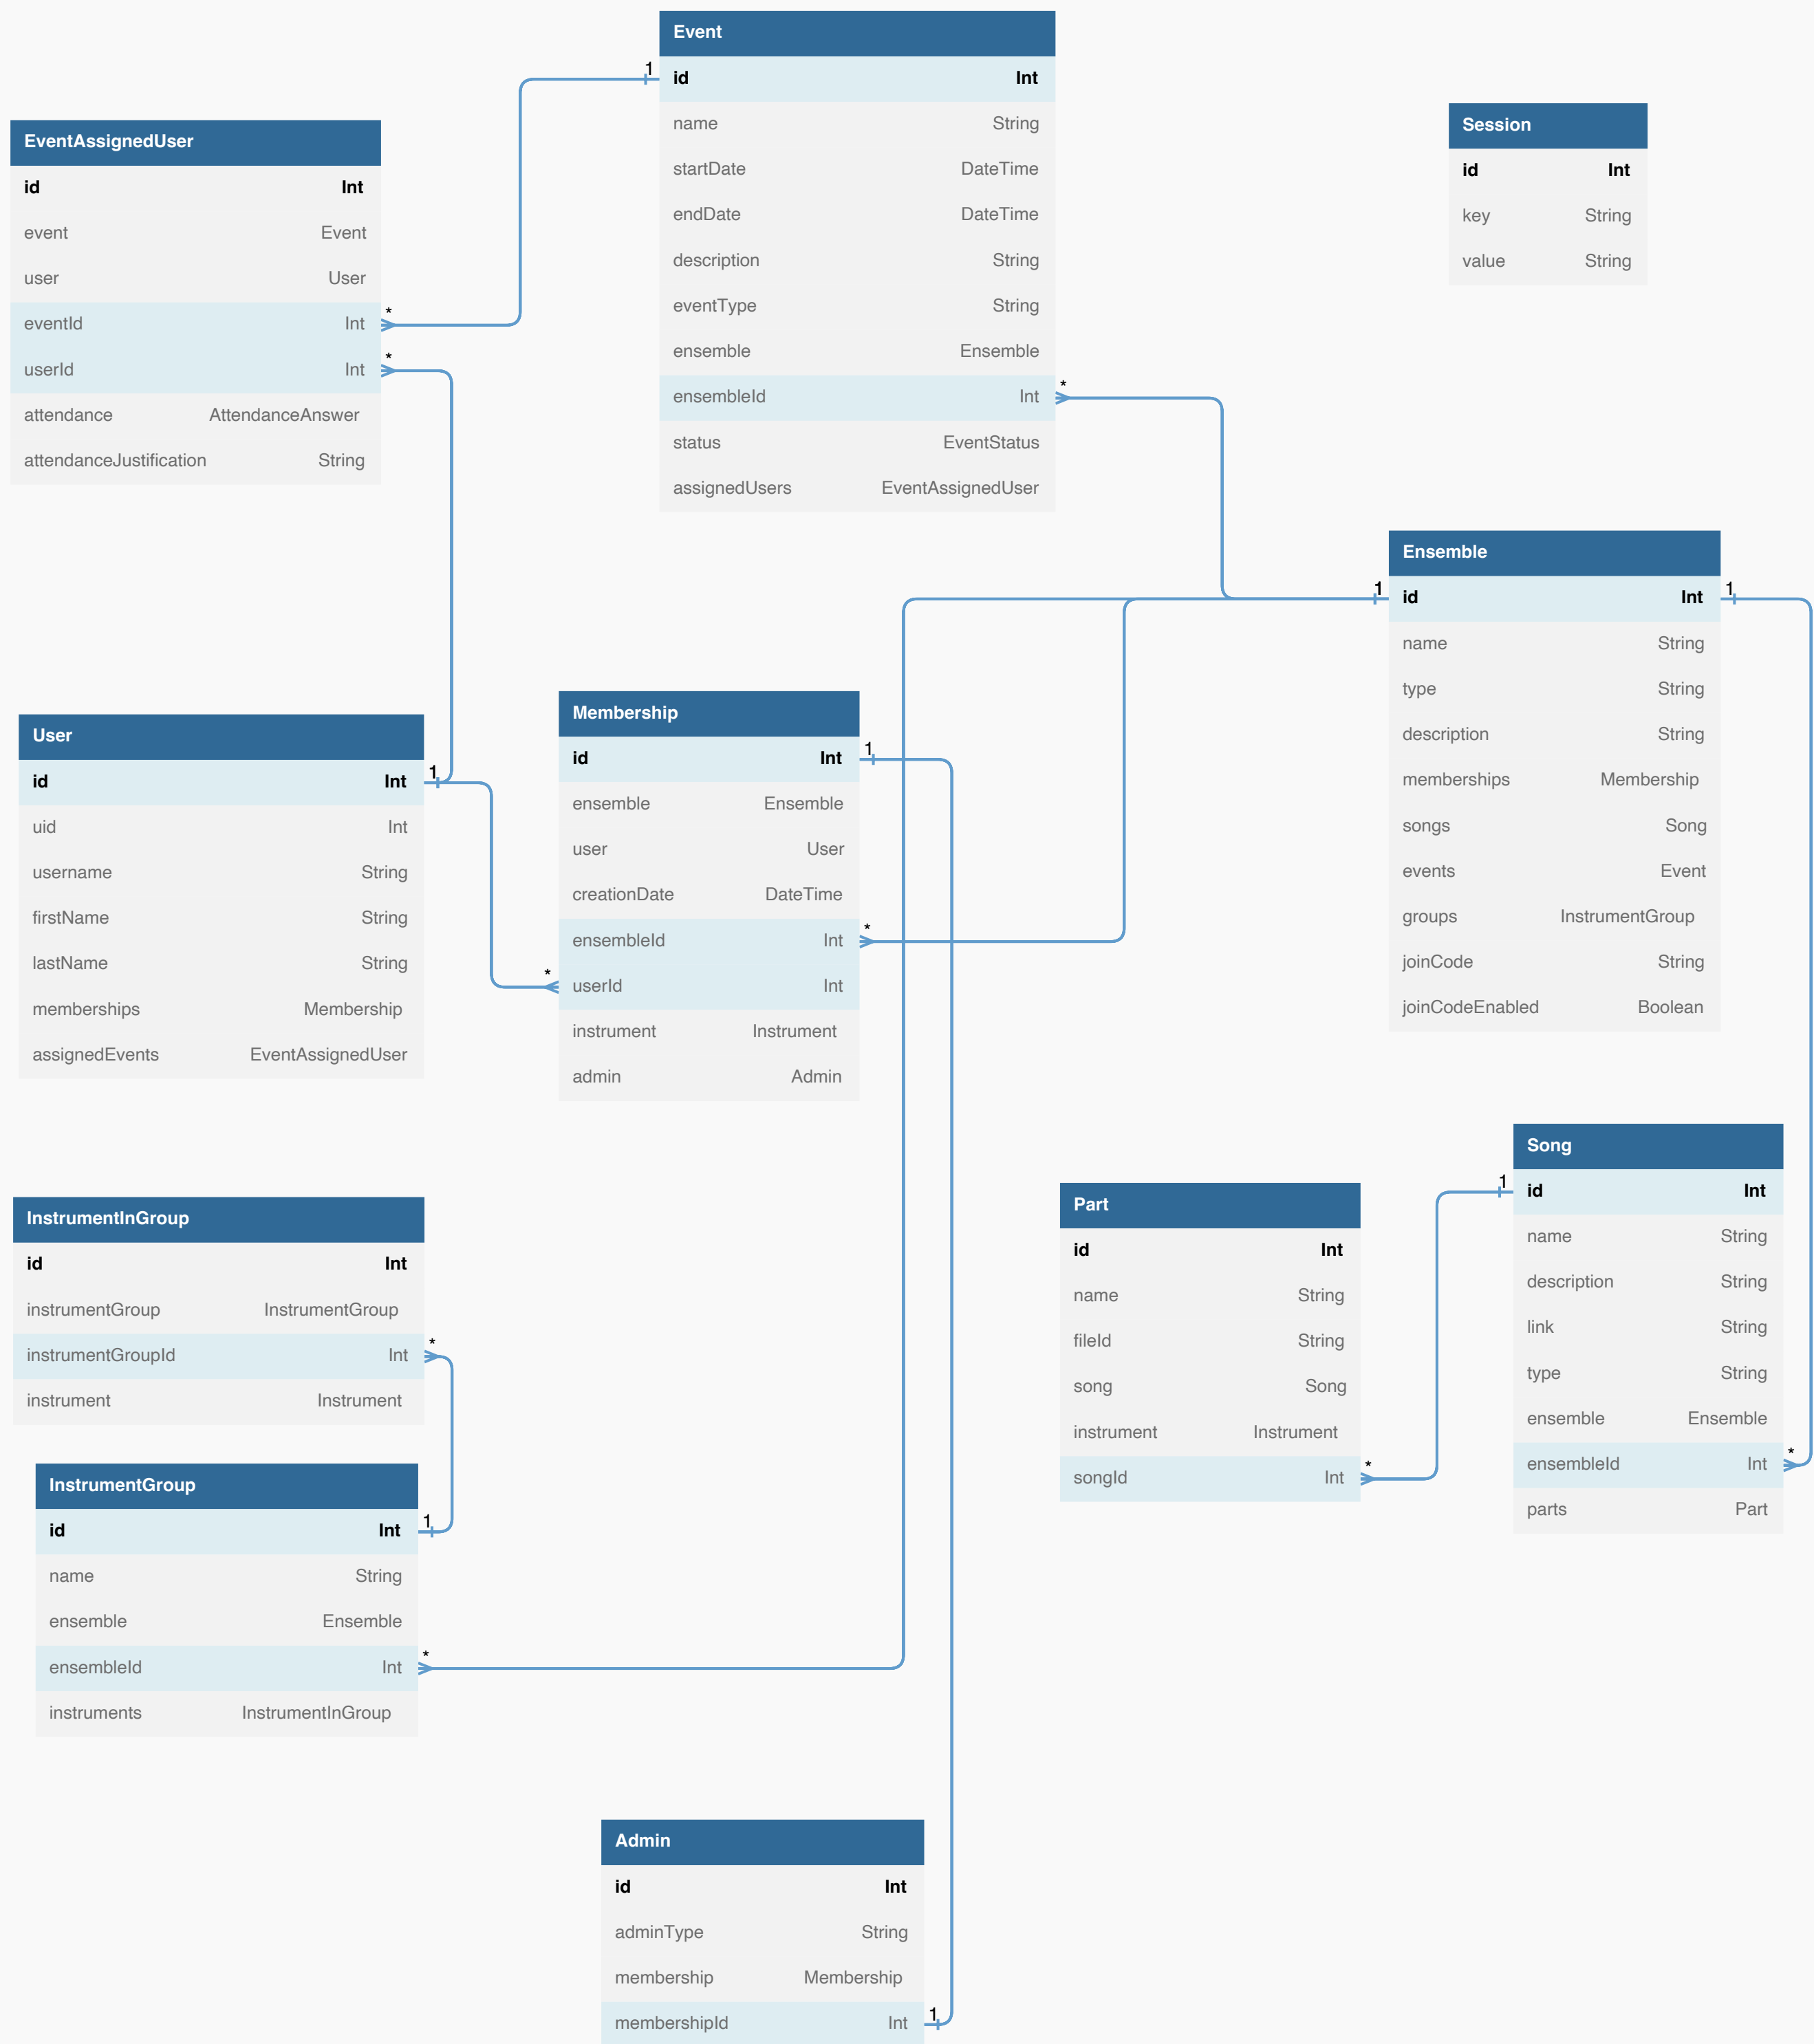 Event
1
id Int
name String
startDate DateTime
endDate DateTime
description String
eventType String
ensemble Ensemble
ensembleId Int *
status EventStatus
assignedUsers EventAssignedUser
Session
id Int
key String
value String
EventAssignedUser
id Int
event Event
user User
eventId Int *
userId Int *
attendance AttendanceAnswer
attendanceJustification String
Ensemble
1 id Int 1
name String
type String
description String
memberships Membership
songs Song
events Event
groups InstrumentGroup
joinCode String
joinCodeEnabled Boolean
User
id Int 1
uid Int
username String
firstName String
lastName String
memberships Membership
assignedEvents EventAssignedUser
Membership
id Int 1
ensemble Ensemble
user User
creationDate DateTime
ensembleId Int *
* userId Int
instrument Instrument
admin Admin
Song
1 id Int
name String
description String
link String
type String
ensemble Ensemble
ensembleId Int *
parts Part
Part
id Int
name String
fileId String
song Song
instrument Instrument
songId Int *
InstrumentInGroup
id Int
instrumentGroup InstrumentGroup
instrumentGroupId Int *
instrument Instrument
InstrumentGroup
id Int 1
name String
ensemble Ensemble
ensembleId Int *
instruments InstrumentInGroup
Admin
id Int
adminType String
membership Membership
membershipId Int 1